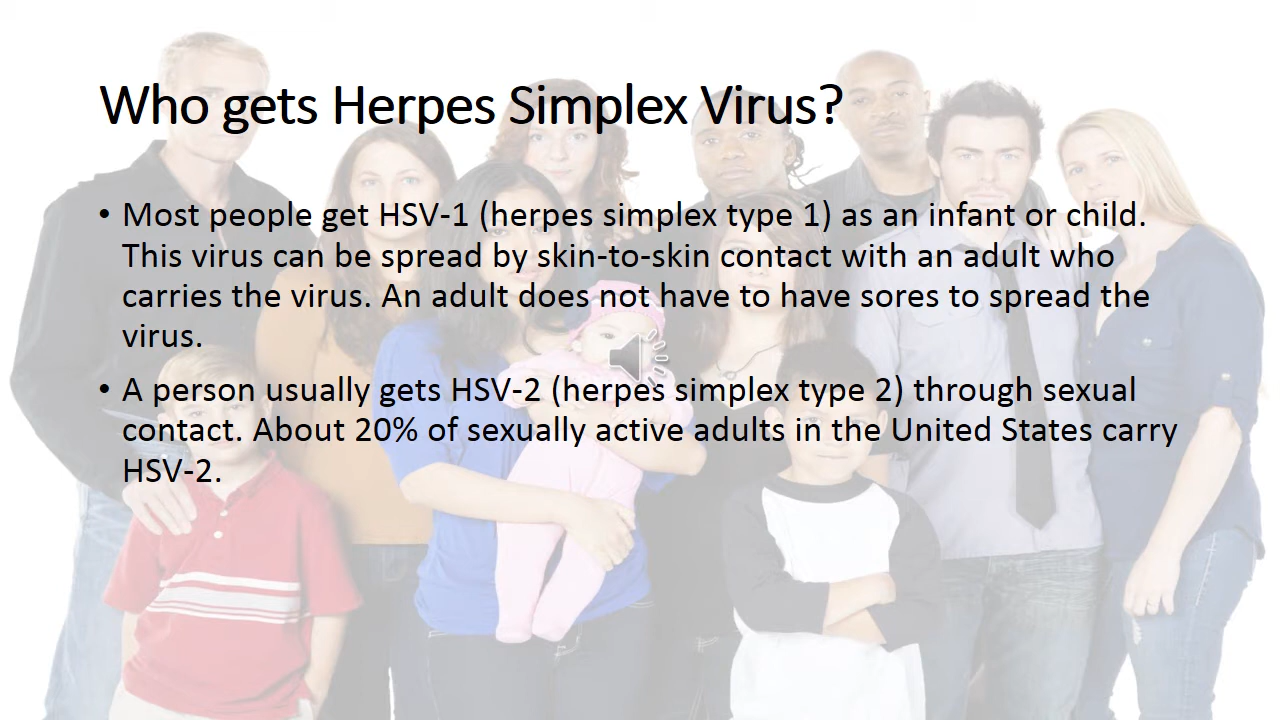 Who gets Herpes Simplex Virus?
• Most people get HSV-1 (herpes simplex type 1) as an infant or child.
This virus can be spread by skin-to-skin contact with an adult who
carries the virus. An adult does not have to have sores to spread the
virus.
• A person usually gets HSV-2 (herpes simplex type 2) through sexual
contact. About 20% of sexually active adults in the United States carry
HSV-2.